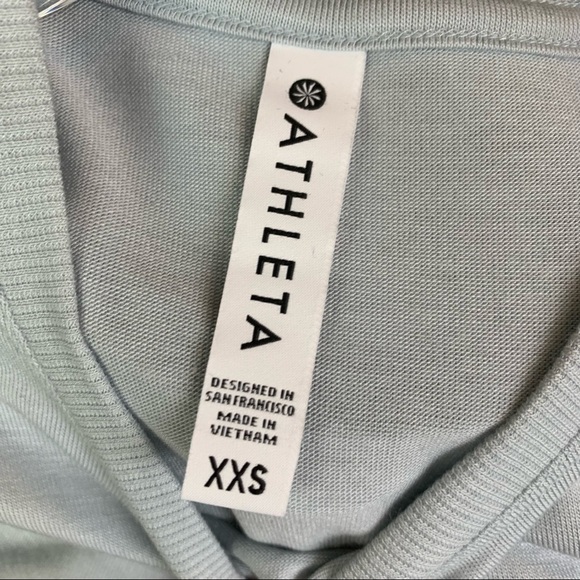 ATHLETA
DESIGNED IN
SAN FRANCISCO
MADE IN
VIETNAM
XXS